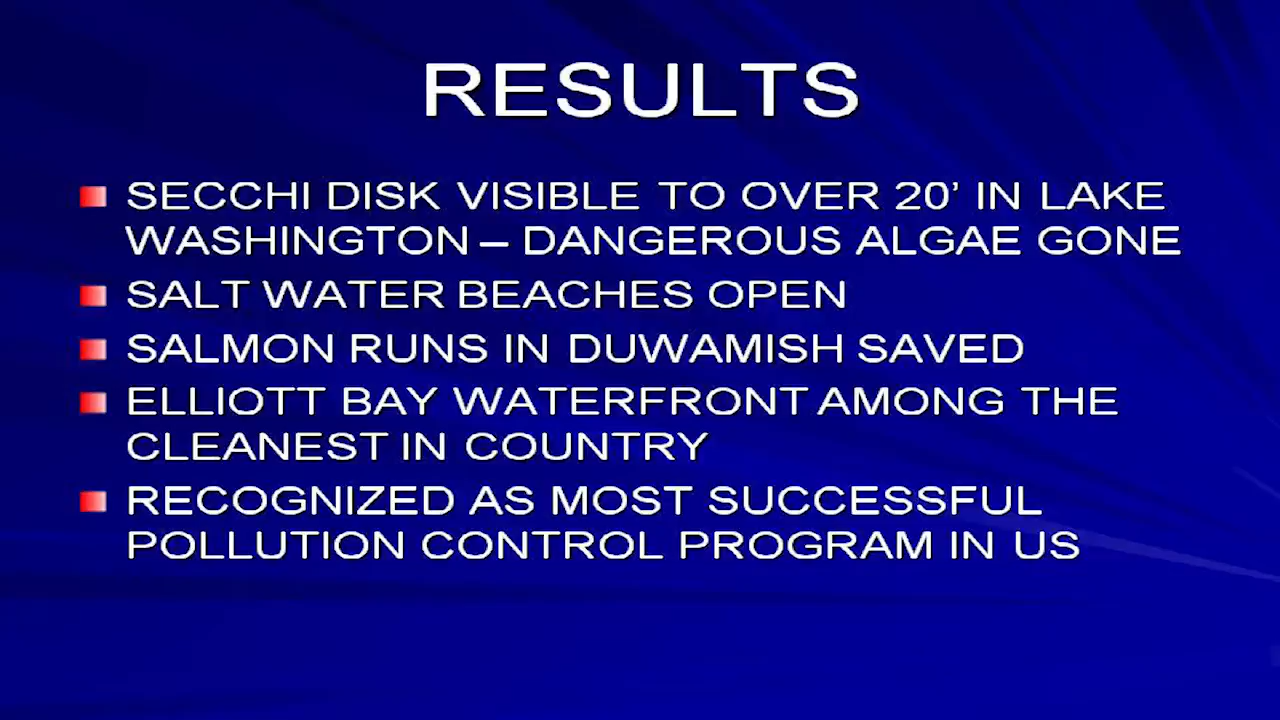 RESULTS
SECCHI DISK VISIBLE TO OVER 20’ IN LAKE
WASHINGTON – DANGEROUS ALGAE GONE
SALT WATER BEACHES OPEN
SALMON RUNS IN DUWAMISH SAVED
ELLIOTT BAY WATERFRONT AMONG THE
CLEANEST IN COUNTRY
RECOGNIZED AS MOST SUCCESSFUL
POLLUTION CONTROL PROGRAM IN US